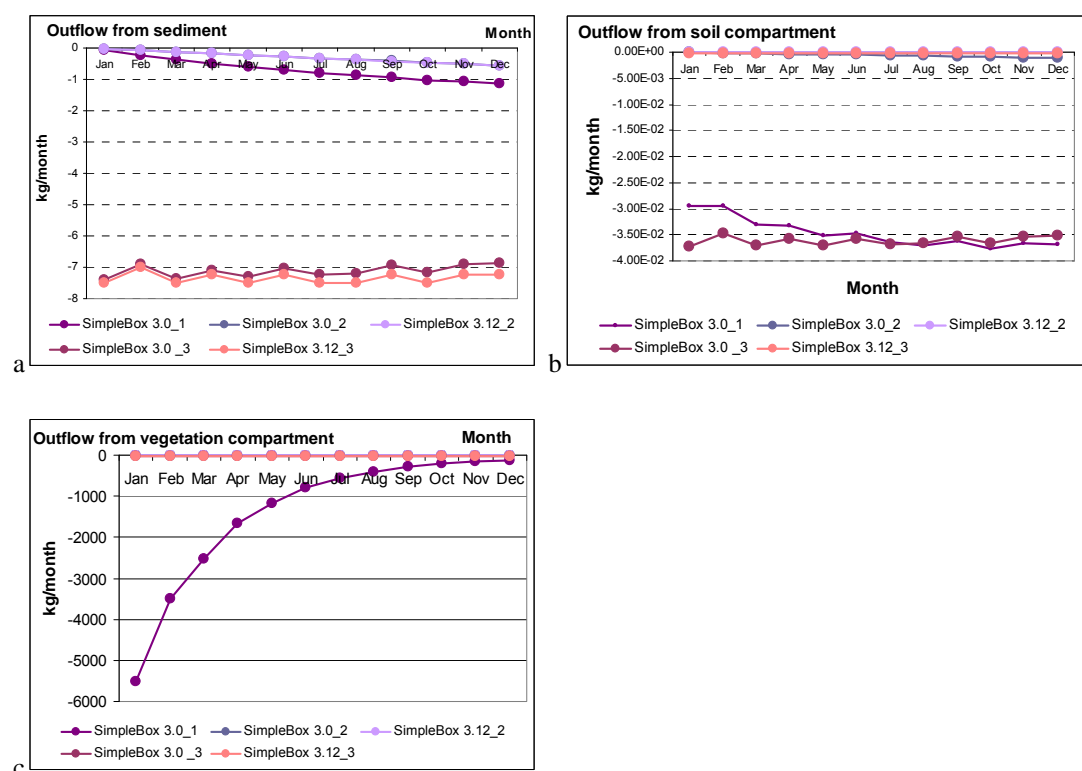 Outflow from sediment Month
0
Jan Feb Mar Apr May Jun Jul Aug Sep Oct Nov Dec
-1
-2
-3
-4
-5
-6
-7
-8
kg/month
SimpleBox 3.0_1 SimpleBox 3.0_2 SimpleBox 3.12_2
SimpleBox 3.0 _3 SimpleBox 3.12_3
a
Outflow from soil compartment
0.00E+00
Jan Feb Mar Apr May Jun Jul Aug Sep Oct Nov Dec
-5.00E-03
-1.00E-02
-1.50E-02
-2.00E-02
-2.50E-02
-3.00E-02
-3.50E-02
-4.00E-02
kg/month
Month
SimpleBox 3.0_1 SimpleBox 3.0_2 SimpleBox 3.12_2
SimpleBox 3.0 _3 SimpleBox 3.12_3
b
Outflow from vegetation compartment Month
0
Jan Feb Mar Apr May Jun Jul Aug Sep Oct Nov Dec
-1000
-2000
-3000
-4000
-5000
-6000
kg/month
SimpleBox 3.0_1 SimpleBox 3.0_2 SimpleBox 3.12_2
SimpleBox 3.0 _3 SimpleBox 3.12_3
c